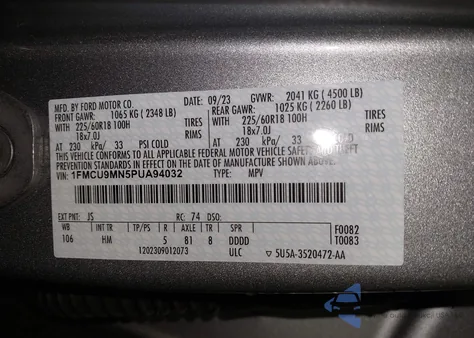 MFD. BY FORD MOTOR CO. DATE: 09/23 GVWR: 2041 KG (4500 LB)
FRONT GAWR: 1065 KG (2348 LB) REAR GAWR: 1025 KG (2260 LB)
WITH 225/60R18 100H TIRES WITH 225/60R18 100H TIRES
18x7.0J RIMS 18x7.0J RIMS
AT 230 kPa/ 33 PSI COLD AT 230 kPa/ 33
THIS VEHICLE CONFORMS TO ALL APPLICABLE FEDERAL MOTOR VEHICLE SAFETY BUMPER, AND THEFT
PREVENTION STANDARDS IN EFFECT ON THE DATE OF MANUFACTURE SHOWN ABOVE.
VIN: 1FMCU9MN5PUA94032 TYPE: MPV
EXT PNT: JS RC: 74 DSO:
WB INT TR TP/PS R AXLE TR SPR F0082
106 HM 5 81 8 DDDD T0083
1202309012073 ULC ▽ 5U5A-3520472-AA